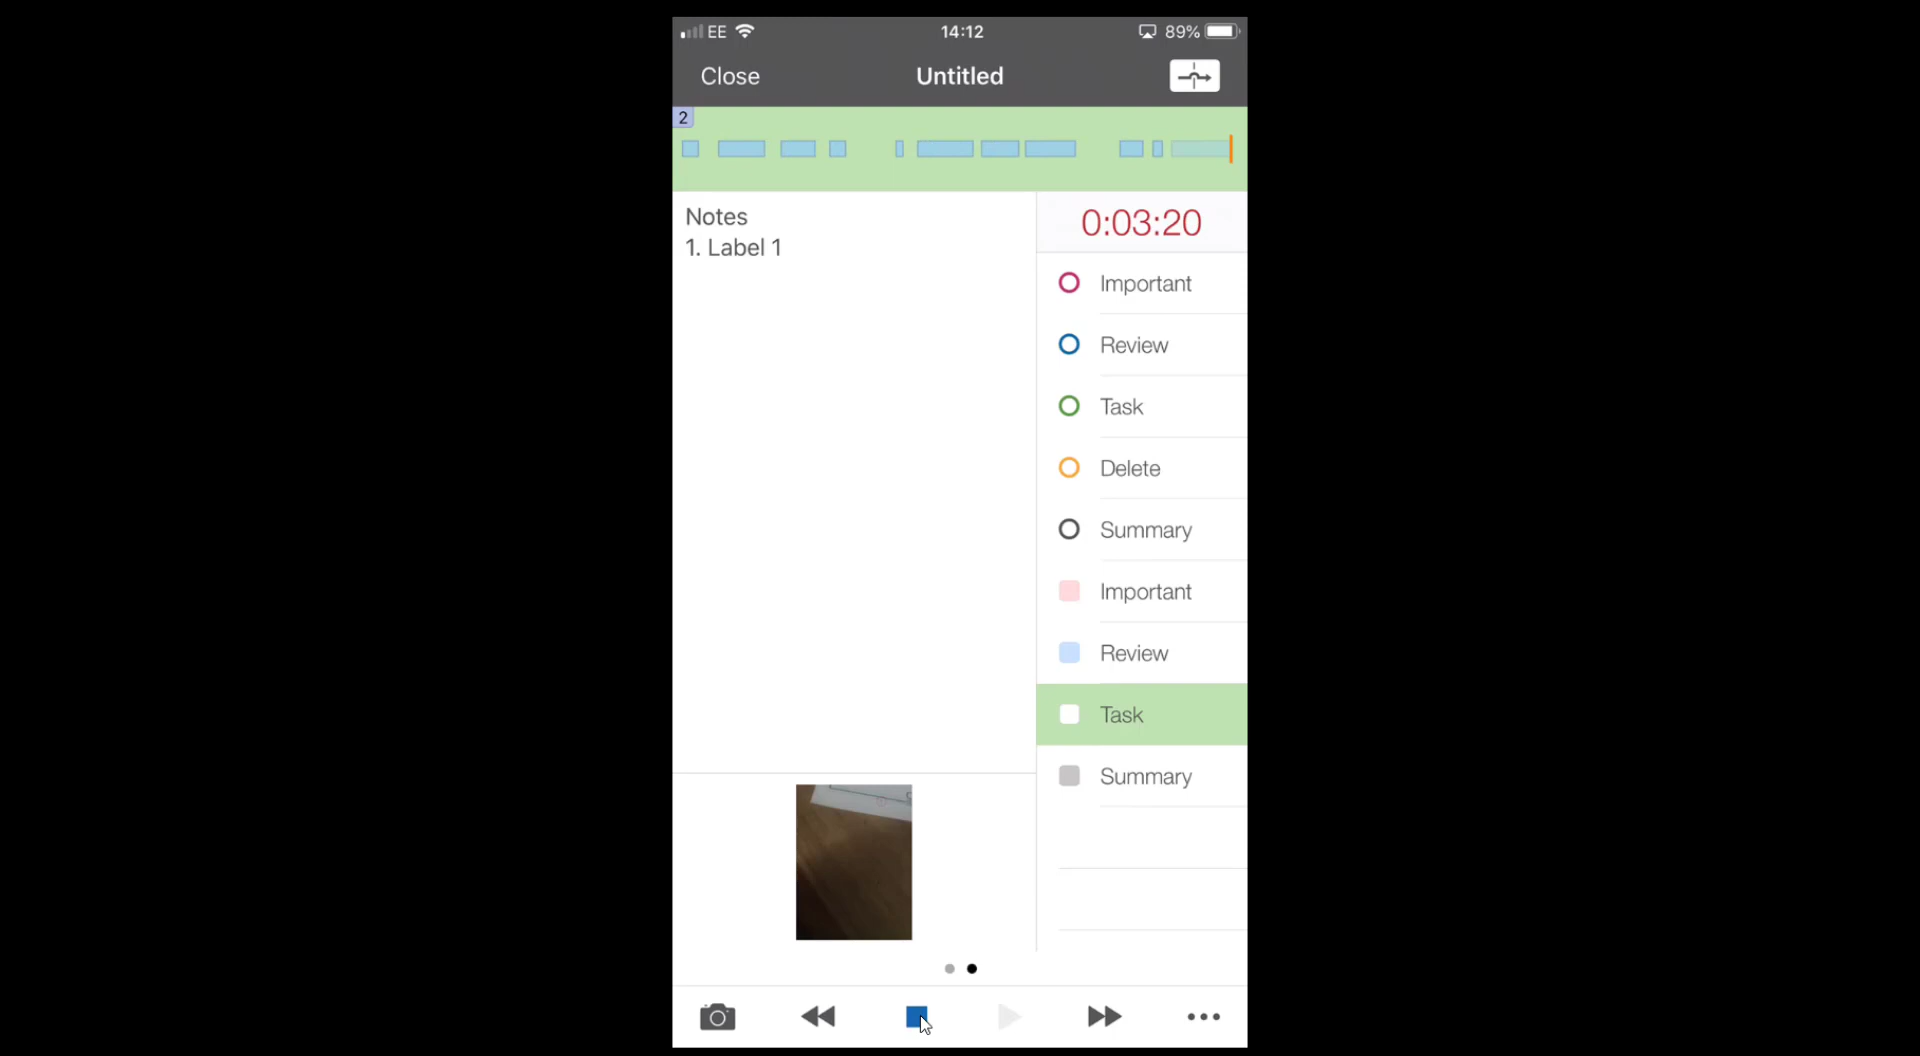 EE 14:12 89%
Close Untitled
2
Notes
1. Label 1
0:03:20
Important
Review
Task
Delete
Summary
Important
Review
Task
Summary